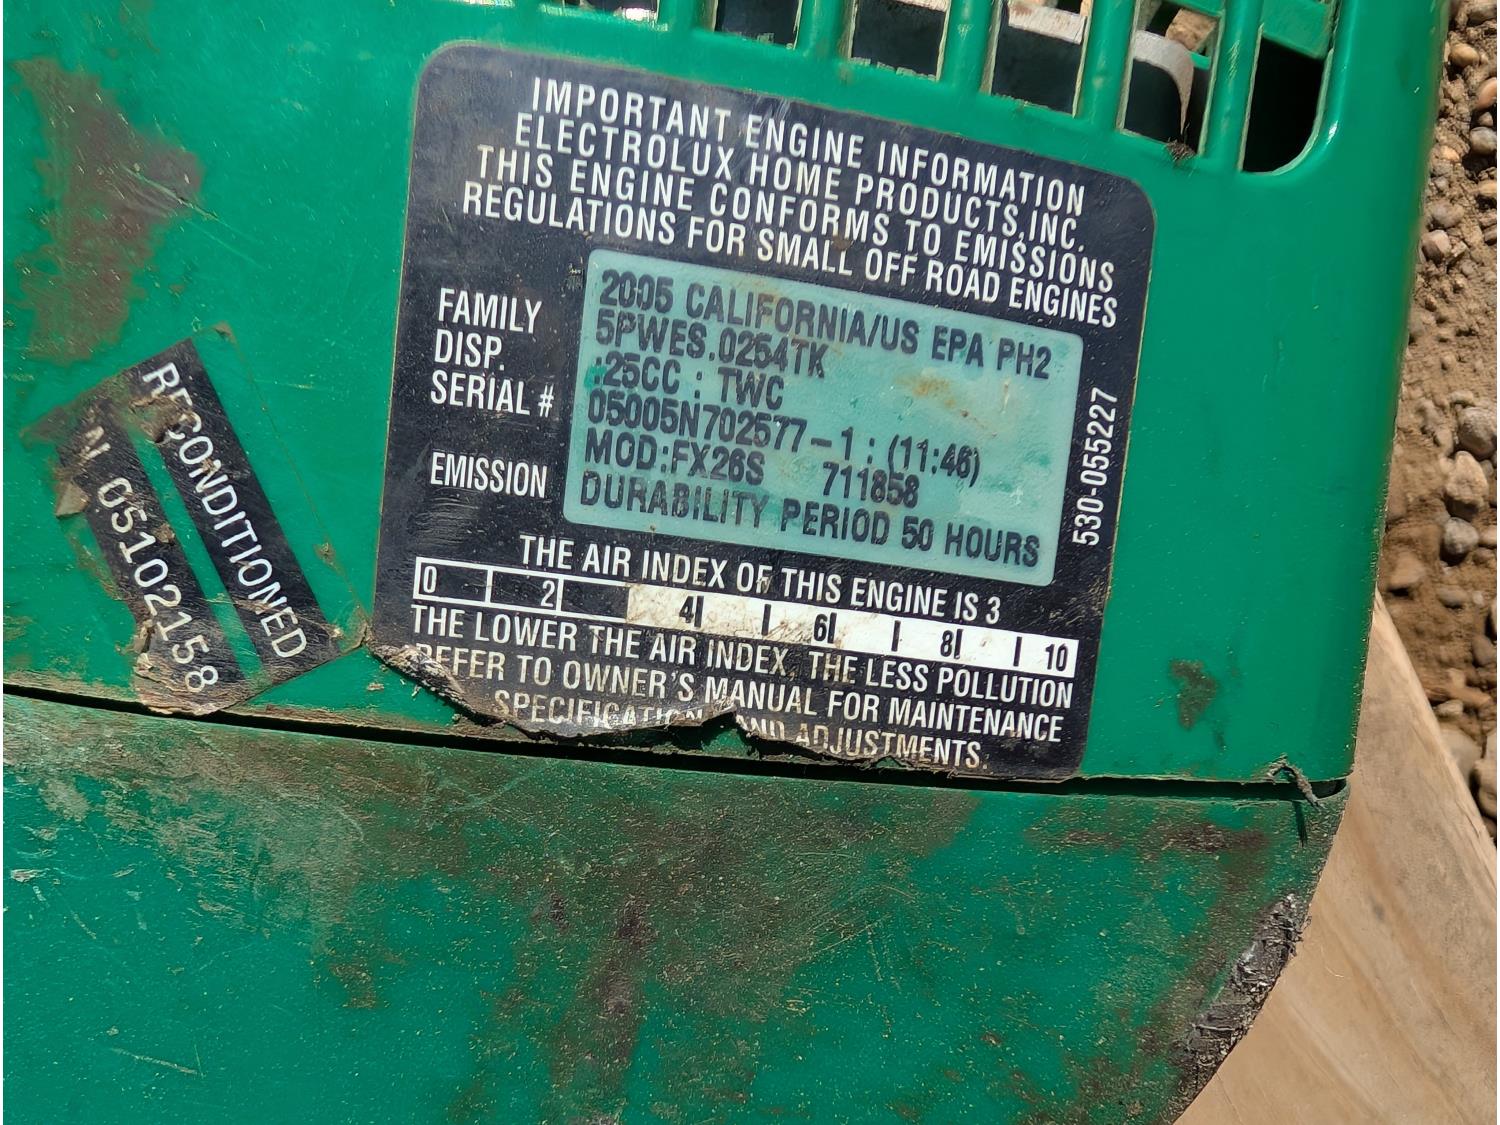 IMPORTANT ENGINE INFORMATION
ELECTROLUX HOME PRODUCTS, INC.
THIS ENGINE CONFORMS TO EMISSIONS
REGULATIONS FOR SMALL OFF ROAD ENGINES
2005 CALIFORNIA/US EPA PH2
FAMILY 5PWES.0254TK
DISP. :25CC : TWC
SERIAL # 05005N702577-1 : (11:46)
MOD:FX26S 711858
EMISSION DURABILITY PERIOD 50 HOURS
530-055227
THE AIR INDEX OF THIS ENGINE IS 3
0 2 4 6 8 10
THE LOWER THE AIR INDEX, THE LESS POLLUTION
REFER TO OWNER'S MANUAL FOR MAINTENANCE
SPECIFICATIONS AND ADJUSTMENTS.
RECONDITIONED
N 05102158